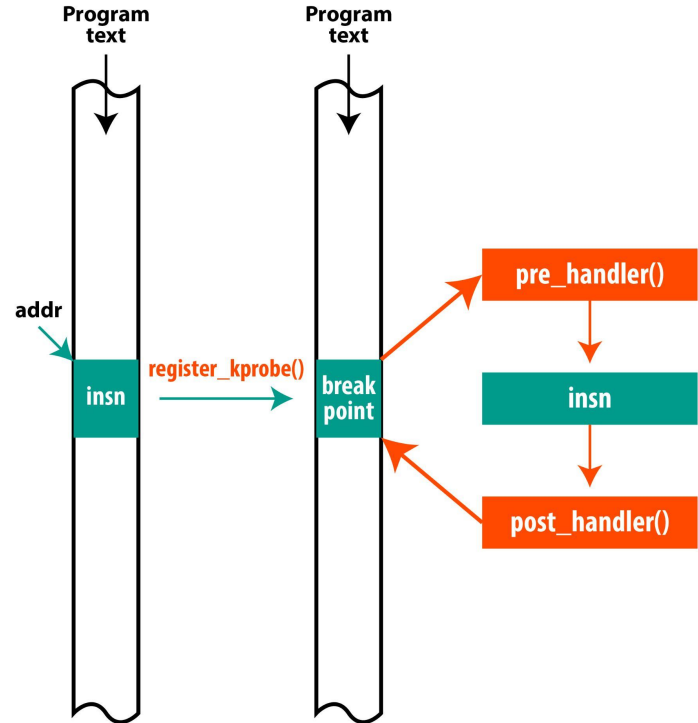 Program
text
Program
text
addr
insn
register_kprobe()
break
point
pre_handler()
insn
post_handler()